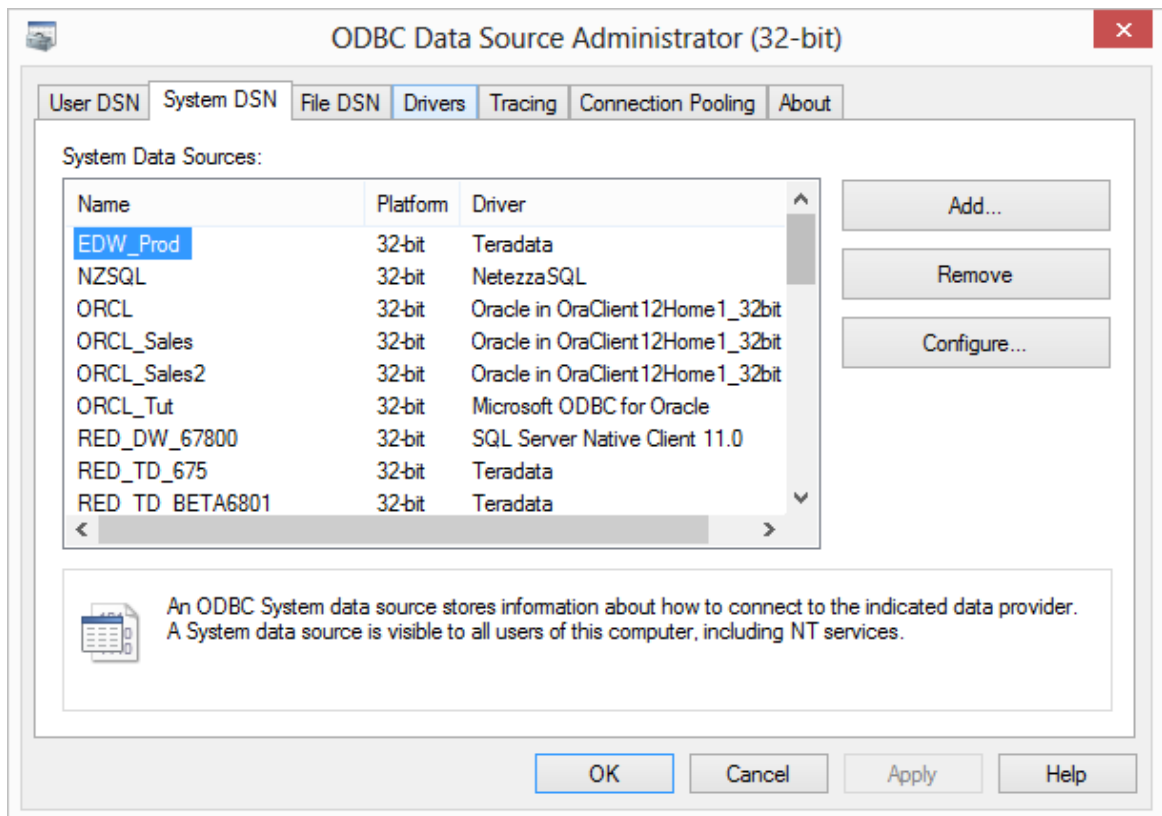 ODBC Data Source Administrator (32-bit)
User DSN System DSN File DSN Drivers Tracing Connection Pooling About
System Data Sources:
Name Platform Driver
EDW_Prod 32-bit Teradata
NZSQL 32-bit NetezzaSQL
ORCL 32-bit Oracle in OraClient12Home1_32bit
ORCL_Sales 32-bit Oracle in OraClient12Home1_32bit
ORCL_Sales2 32-bit Oracle in OraClient12Home1_32bit
ORCL_Tut 32-bit Microsoft ODBC for Oracle
RED_DW_67800 32-bit SQL Server Native Client 11.0
RED_TD_675 32-bit Teradata
RED_TD_BETA6801 32-bit Teradata
Add...
Remove
Configure...
An ODBC System data source stores information about how to connect to the indicated data provider.
A System data source is visible to all users of this computer, including NT services.
OK Cancel Apply Help